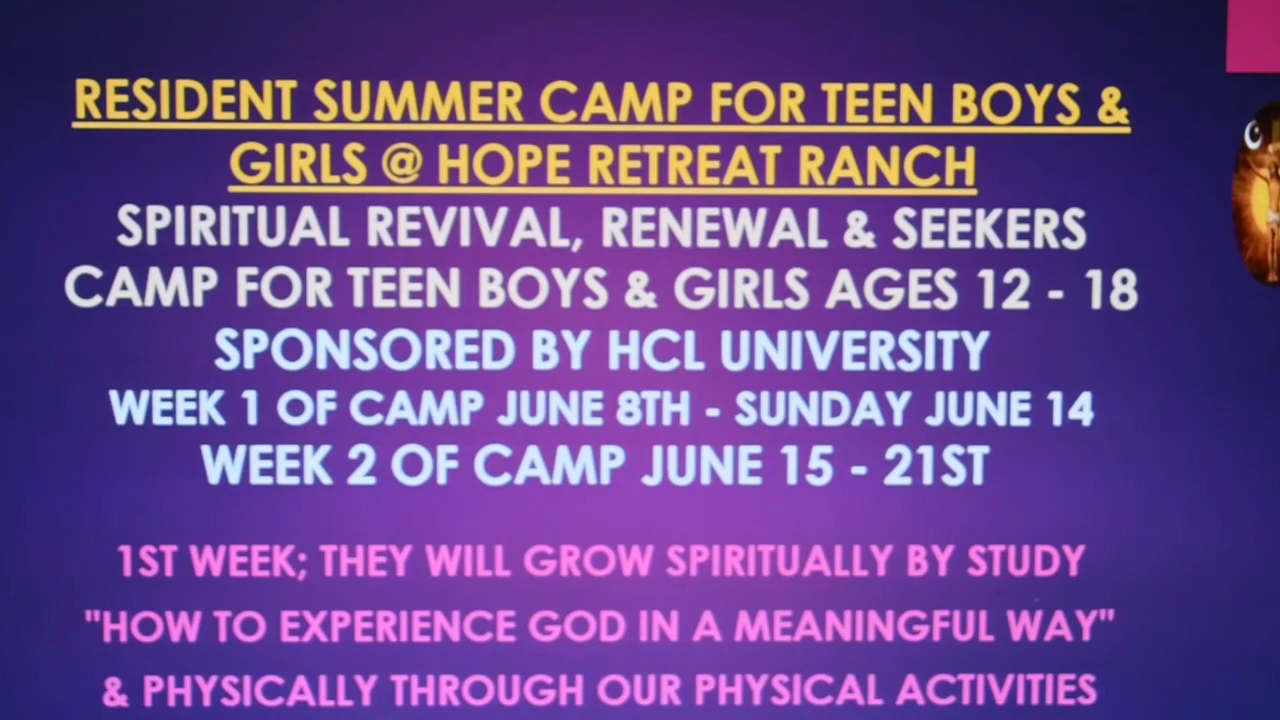 RESIDENT SUMMER CAMP FOR TEEN BOYS &
GIRLS @ HOPE RETREAT RANCH
SPIRITUAL REVIVAL, RENEWAL & SEEKERS
CAMP FOR TEEN BOYS & GIRLS AGES 12 - 18
SPONSORED BY HCL UNIVERSITY
WEEK 1 OF CAMP JUNE 8TH - SUNDAY JUNE 14
WEEK 2 OF CAMP JUNE 15 - 21ST
1ST WEEK; THEY WILL GROW SPIRITUALLY BY STUDY
"HOW TO EXPERIENCE GOD IN A MEANINGFUL WAY"
& PHYSICALLY THROUGH OUR PHYSICAL ACTIVITIES